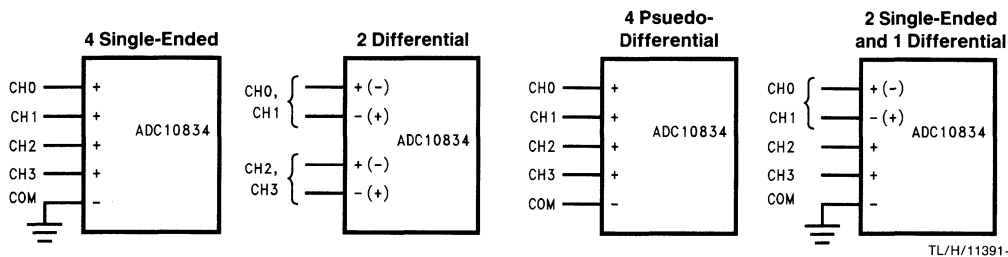 4 Single-Ended
CH0
CH1
CH2
CH3
COM
+
+
+
+
-
ADC10834
2 Differential
CH0,
CH1
CH2,
CH3
+ (-)
- (+)
+ (-)
- (+)
ADC10834
4 Psuedo-
Differential
CH0
CH1
CH2
CH3
COM
+
+
+
+
-
ADC10834
2 Single-Ended
and 1 Differential
CH0
CH1
CH2
CH3
COM
+ (-)
- (+)
+
+
-
ADC10834
TL/H/11391-